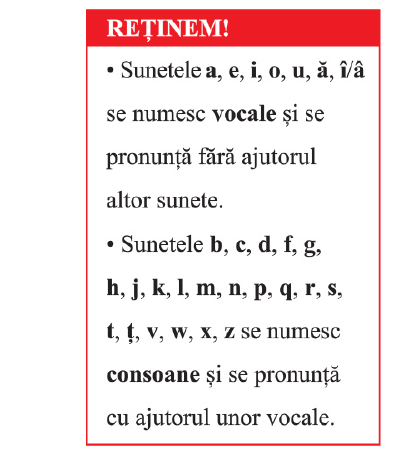 REȚINEM!
• Sunetele a, e, i, o, u, ă, î/â
se numesc vocale și se
pronunță fără ajutorul
altor sunete.
• Sunetele b, c, d, f, g,
h, j, k, l, m, n, p, q, r, s,
t, ț, v, w, x, z se numesc
consoane și se pronunță
cu ajutorul unor vocale.